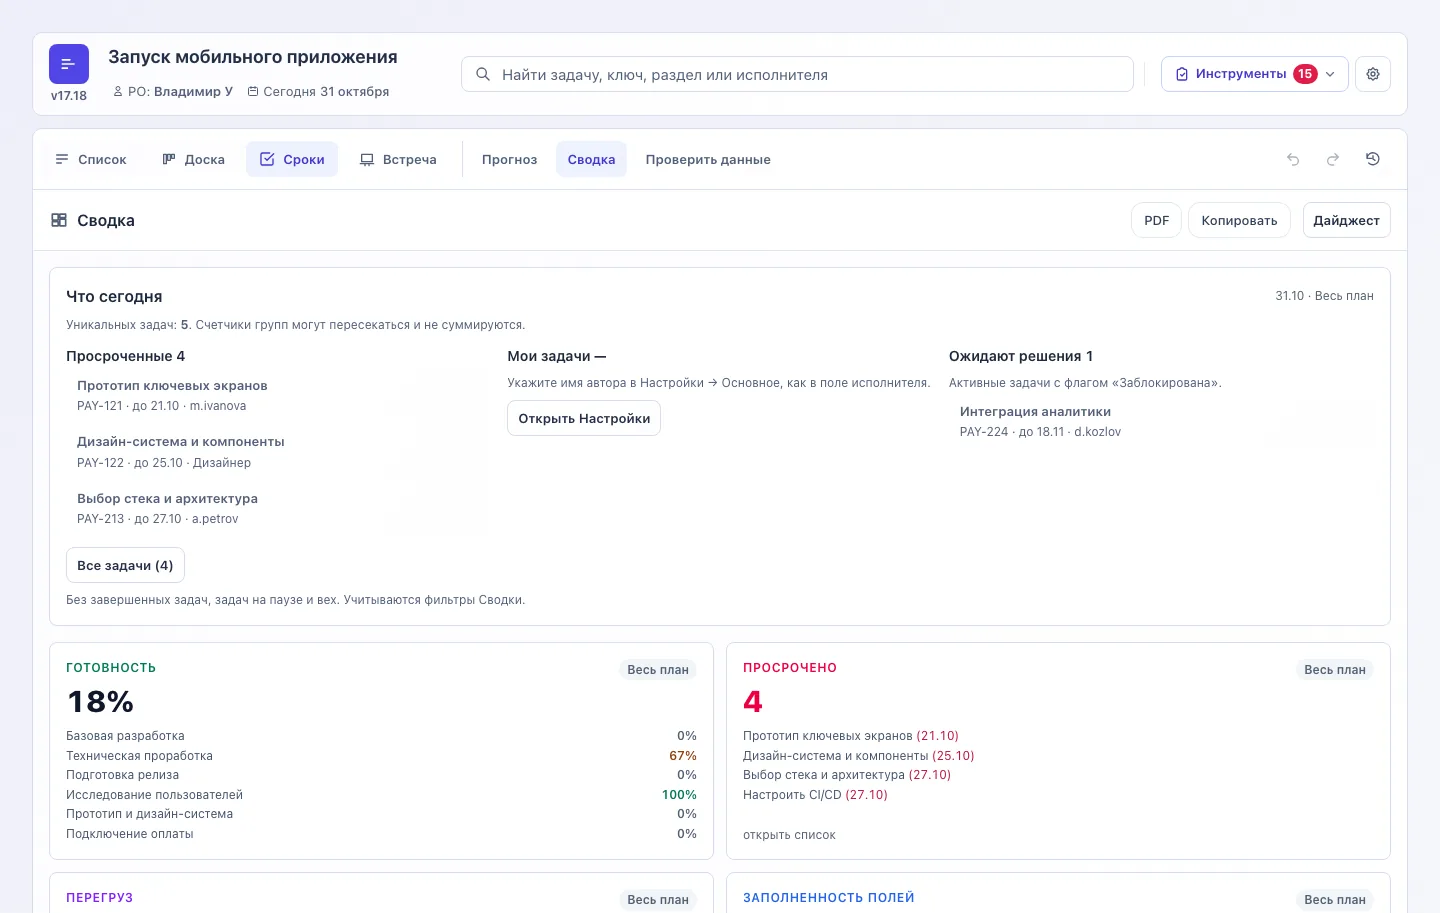 Запуск мобильного приложения
v17.18
PO: Владимир У
Сегодня 31 октября
Найти задачу, ключ, раздел или исполнителя
Инструменты 15
Список
Доска
Сроки
Встреча
Прогноз
Сводка
Проверить данные
Сводка
PDF
Копировать
Дайджест
Что сегодня
31.10 · Весь план
Уникальных задач: 5. Счетчики групп могут пересекаться и не суммируются.
Просроченные 4
Прототип ключевых экранов
PAY-121 · до 21.10 · m.ivanova
Дизайн-система и компоненты
PAY-122 · до 25.10 · Дизайнер
Выбор стека и архитектура
PAY-213 · до 27.10 · a.petrov
Все задачи (4)
Мои задачи —
Укажите имя автора в Настройки → Основное, как в поле исполнителя.
Открыть Настройки
Ожидают решения 1
Активные задачи с флагом «Заблокирована».
Интеграция аналитики
PAY-224 · до 18.11 · d.kozlov
Без завершенных задач, задач на паузе и вех. Учитываются фильтры Сводки.
ГОТОВНОСТЬ
Весь план
18%
Базовая разработка 0%
Техническая проработка 67%
Подготовка релиза 0%
Исследование пользователей 100%
Прототип и дизайн-система 0%
Подключение оплаты 0%
ПРОСРОЧЕНО
Весь план
4
Прототип ключевых экранов (21.10)
Дизайн-система и компоненты (25.10)
Выбор стека и архитектура (27.10)
Настроить CI/CD (27.10)
открыть список
ПЕРЕГРУЗ
Весь план
ЗАПОЛНЕННОСТЬ ПОЛЕЙ
Весь план